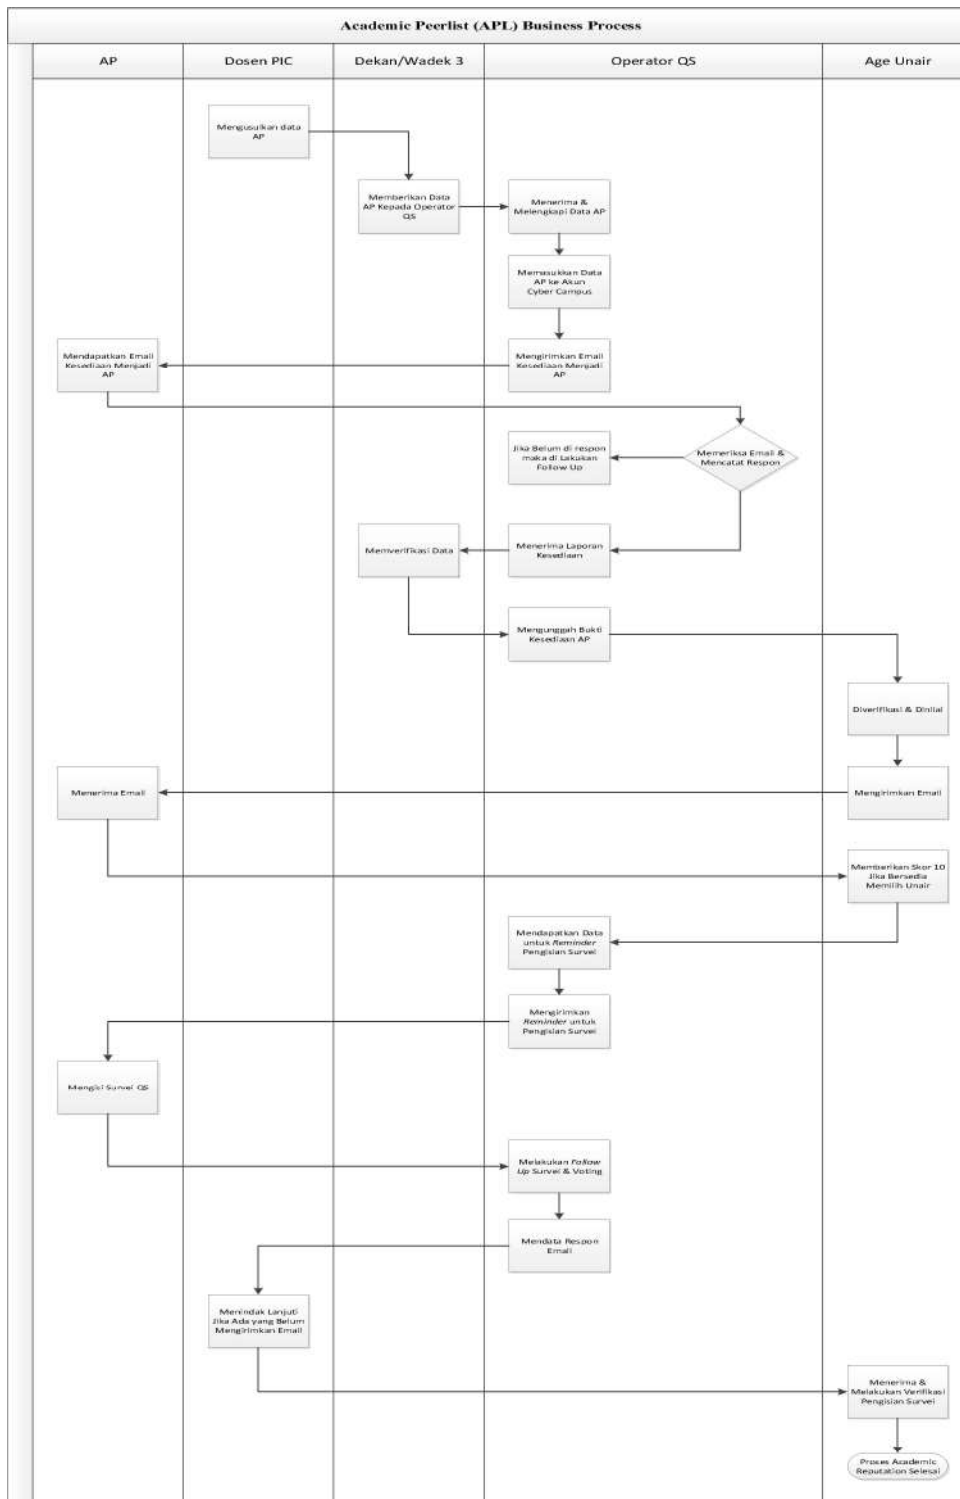 Academic Peerlist (APL) Business Process
AP
Dosen PIC
Dekan/Wadek 3
Operator QS
Age Unair
Mengusulkan data
AP
Memberikan Data
AP Kepada Operator
QS
Menerima &
Melengkapi Data AP
Memasukkan Data
AP ke Akun
Cyber Campus
Mendapatkan Email
Kesediaan Menjadi
AP
Mengirimkan Email
Kesediaan Menjadi
AP
Jika Belum di respon
maka di Lakukan
Follow Up
Memeriksa Email &
Mencatat Respon
Memverifikasi Data
Menerima Laporan
Kesediaan
Mengunggah Bukti
Kesediaan AP
Diverifikasi & Dinilai
Menerima Email
Mengirimkan Email
Memberikan Skor 10
Jika Bersedia
Memilih Unair
Mendapatkan Data
untuk Reminder
Pengisian Survei
Mengirimkan
Reminder untuk
Pengisian Survei
Mengisi Survei QS
Melakukan Follow
Up Survei & Voting
Mendata Respon
Email
Menindak Lanjuti
Jika Ada yang Belum
Mengirimkan Email
Menerima &
Melakukan Verifikasi
Pengisian Survei
Proses Academic
Reputation Selesai